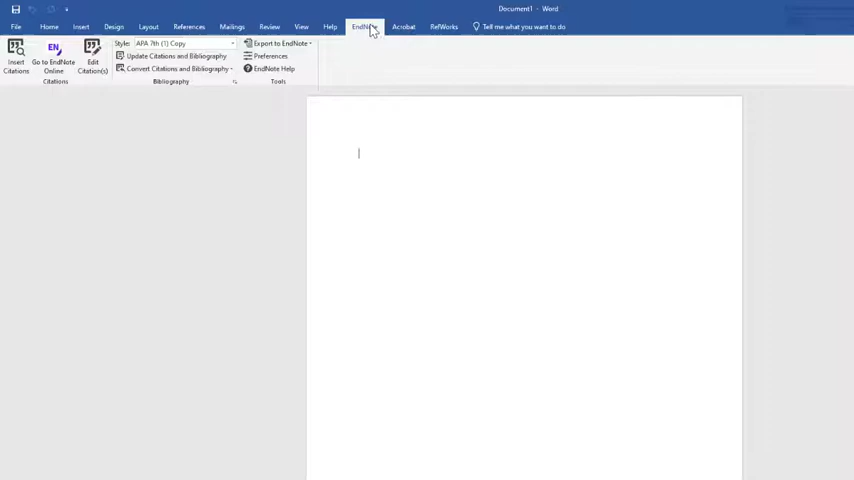 Document1 - Word
File Home Insert Design Layout References Mailings Review View Help EndNote Acrobat RefWorks Tell me what you want to do
Insert Citations
EN
Go to EndNote Online
Edit Citation(s)
Citations
Style: APA 7th (1) Copy
Update Citations and Bibliography
Convert Citations and Bibliography
Bibliography
Export to EndNote
Preferences
EndNote Help
Tools